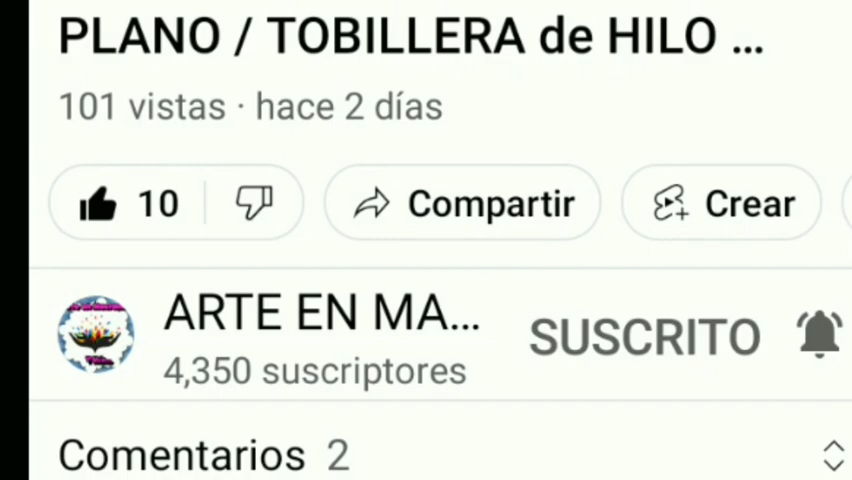 PLANO / TOBILLERA de HILO ...
101 vistas · hace 2 días
10
Compartir
Crear
ARTE EN MA...
SUSCRITO
4,350 suscriptores
Comentarios 2